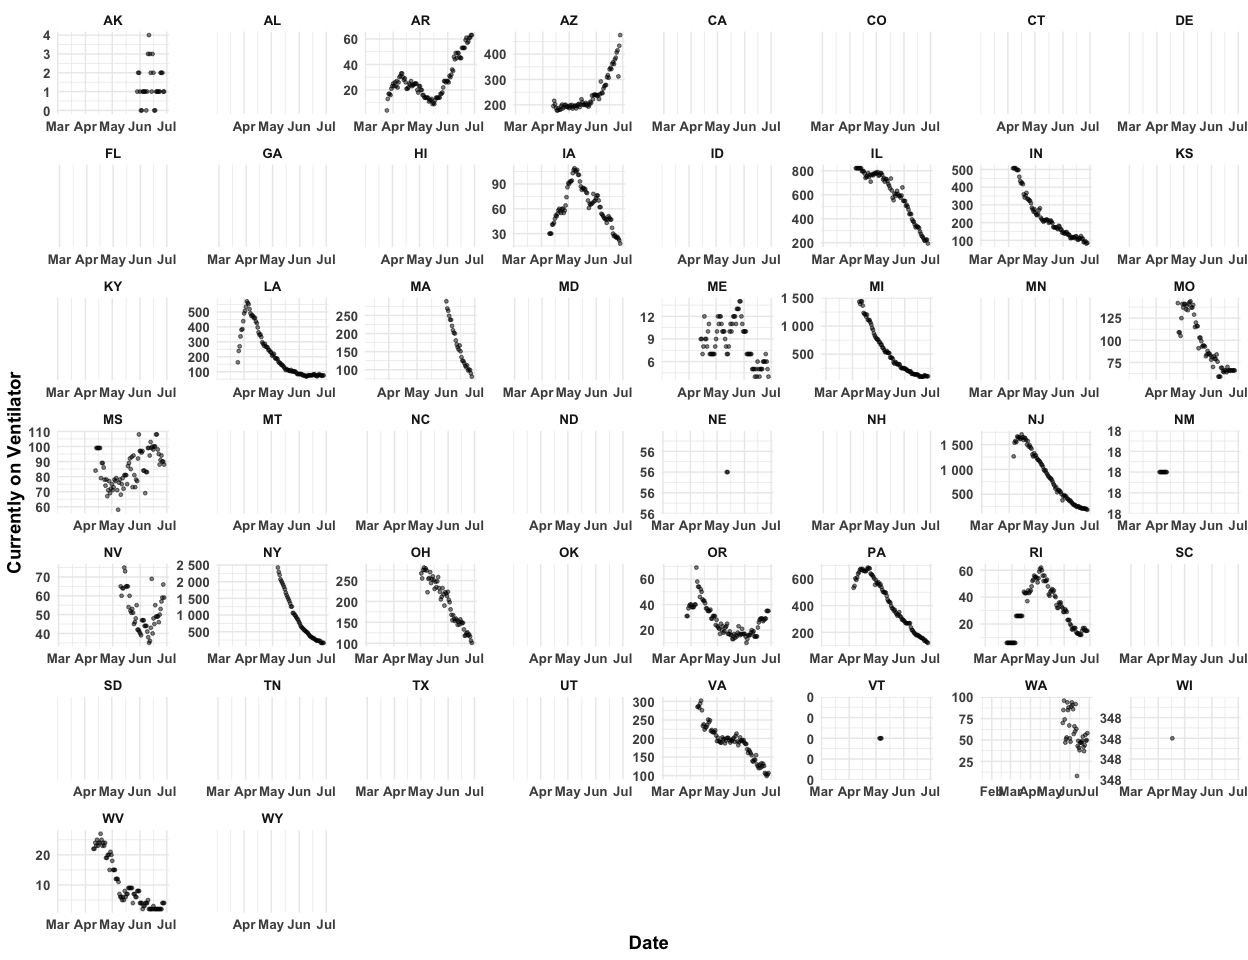 AK AL AR AZ CA CO CT DE
4 3 2 1 0
60 40 20
400 300 200
Mar Apr May Jun Jul Apr May Jun Jul Mar Apr May Jun Jul Mar Apr May Jun Jul Mar Apr May Jun Jul Mar Apr May Jun Jul Apr May Jun Jul Mar Apr May Jun Jul
FL GA HI IA ID IL IN KS
90 60 30
800 600 400 200
500 400 300 200 100
Mar Apr May Jun Jul Mar Apr May Jun Jul Mar Apr May Jun Jul Mar Apr May Jun Jul Mar Apr May Jun Jul Mar Apr May Jun Jul Mar Apr May Jun Jul Mar Apr May Jun Jul
KY LA MA MD ME MI MN MO
500 400 300 200 100
250 200 150 100
12 9 6
1 500 1 000 500
125 100 75
Mar Apr May Jun Jul Mar Apr May Jun Jul Mar Apr May Jun Jul Mar Apr May Jun Jul Mar Apr May Jun Jul Mar Apr May Jun Jul Mar Apr May Jun Jul Mar Apr May Jun Jul
Currently on Ventilator
MS MT NC ND NE NH NJ NM
110 100 90 80 70 60
56 56 56 56
1 500 1 000 500
18 18 18 18 18
Apr May Jun Jul Mar Apr May Jun Jul Mar Apr May Jun Jul Mar Apr May Jun Jul Mar Apr May Jun Jul Mar Apr May Jun Jul Mar Apr May Jun Jul Mar Apr May Jun Jul
NV NY OH OK OR PA RI SC
70 60 50 40
2 500 2 000 1 500 1 000 500
250 200 150 100
60 40 20
600 400 200
60 40 20
Mar Apr May Jun Jul Mar Apr May Jun Jul Mar Apr May Jun Jul Apr May Jun Jul Mar Apr May Jun Jul Mar Apr May Jun Jul Mar Apr May Jun Jul Mar Apr May Jun Jul
SD TN TX UT VA VT WA WI
300 250 200 150 100
0 0 0 0 0
100 75 50 25
348 348 348 348
Apr May Jun Jul Mar Apr May Jun Jul Mar Apr May Jun Jul Mar Apr May Jun Jul Mar Apr May Jun Jul Mar Apr May Jun Jul Feb Mar Apr May Jun Jul Mar Apr May Jun Jul
WV WY
20 10
Mar Apr May Jun Jul Apr May Jun Jul
Date